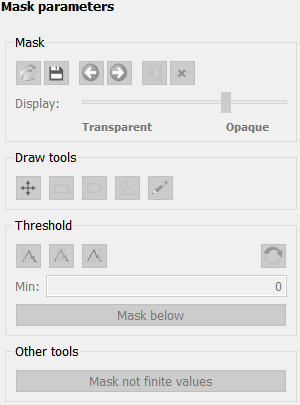 Mask parameters
Mask
Display:
Transparent Opaque
Draw tools
Threshold
Min: 0
Mask below
Other tools
Mask not finite values